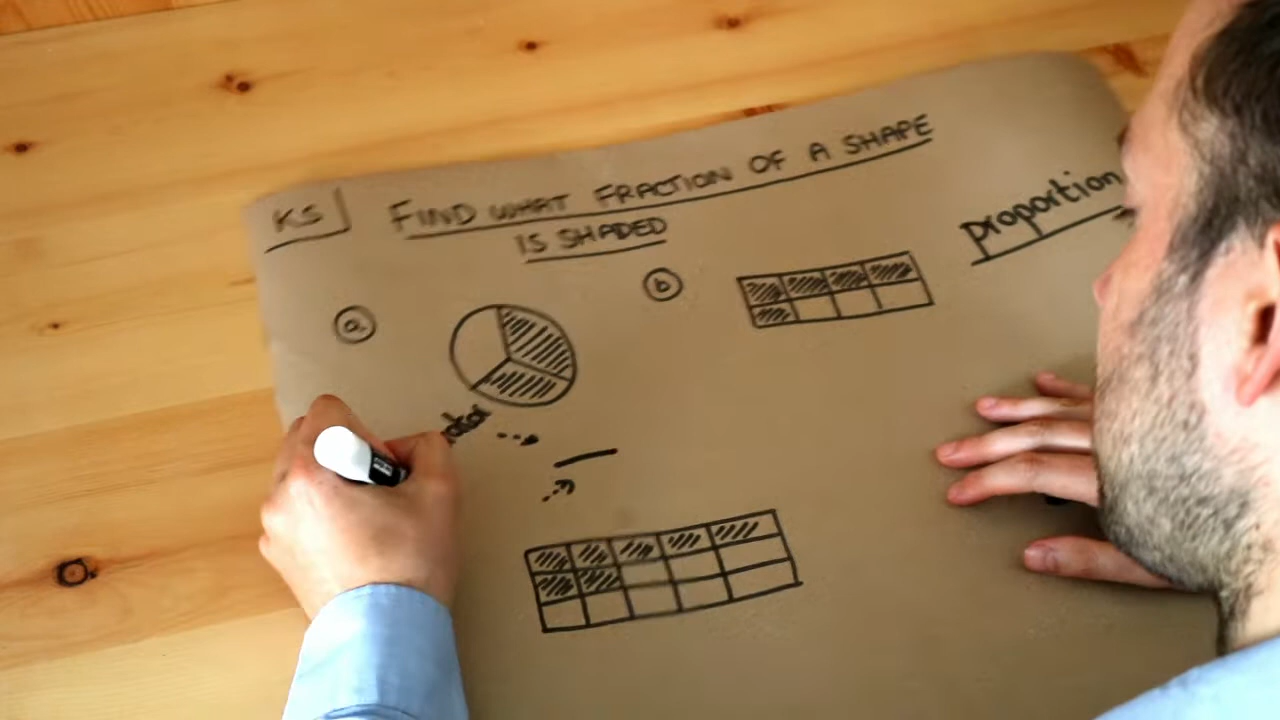 KS
FIND WHAT FRACTION OF A SHAPE
IS SHADED
proportion
a
b